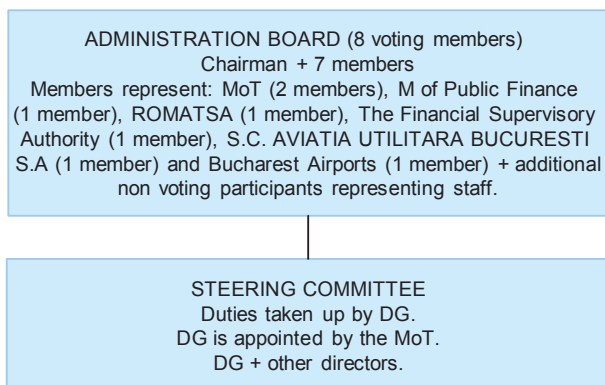 ADMINISTRATION BOARD (8 voting members)
Chairman + 7 members
Members represent: MoT (2 members), M of Public Finance
(1 member), ROMATSA (1 member), The Financial Supervisory
Authority (1 member), S.C. AVIATIA UTILITARA BUCURESTI
S.A (1 member) and Bucharest Airports (1 member) + additional
non voting participants representing staff.
STEERING COMMITTEE
Duties taken up by DG.
DG is appointed by the MoT.
DG + other directors.